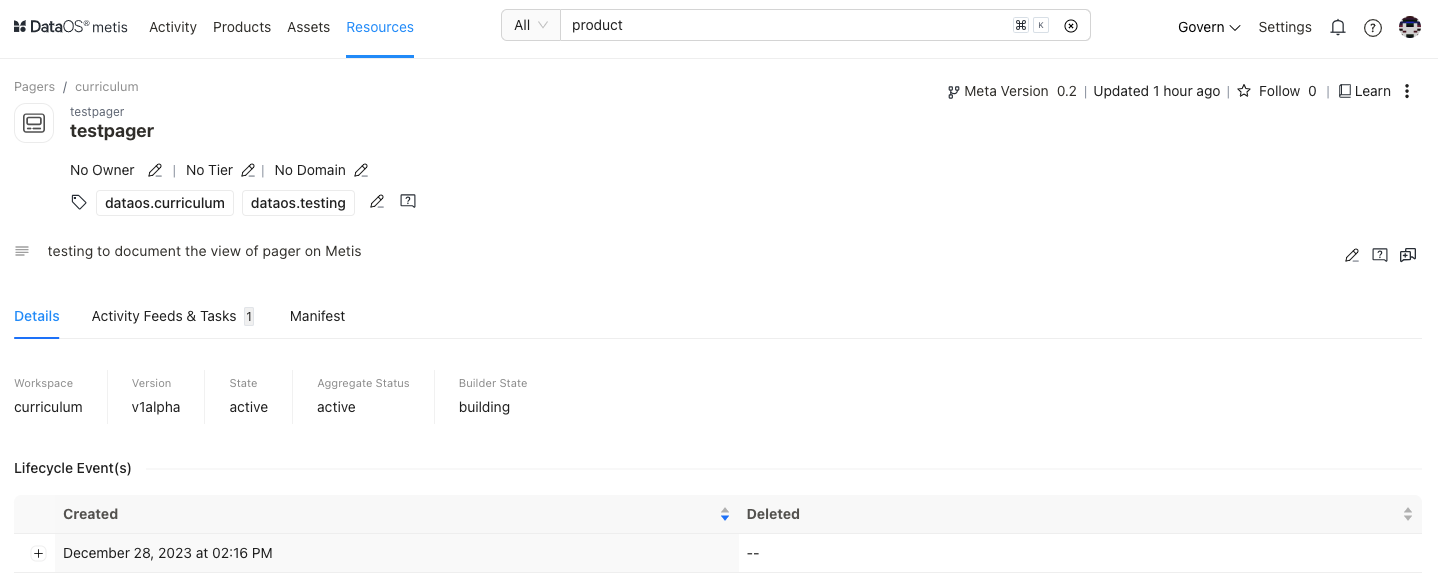 DataOS® metis Activity Products Assets Resources All product ⌘ K Govern Settings
Pagers / curriculum
Meta Version 0.2 | Updated 1 hour ago | Follow 0 | Learn
testpager
testpager
No Owner | No Tier | No Domain
dataos.curriculum dataos.testing
testing to document the view of pager on Metis
Details Activity Feeds & Tasks 1 Manifest
Workspace Version State Aggregate Status Builder State
curriculum v1alpha active active building
Lifecycle Event(s)
Created Deleted
December 28, 2023 at 02:16 PM --